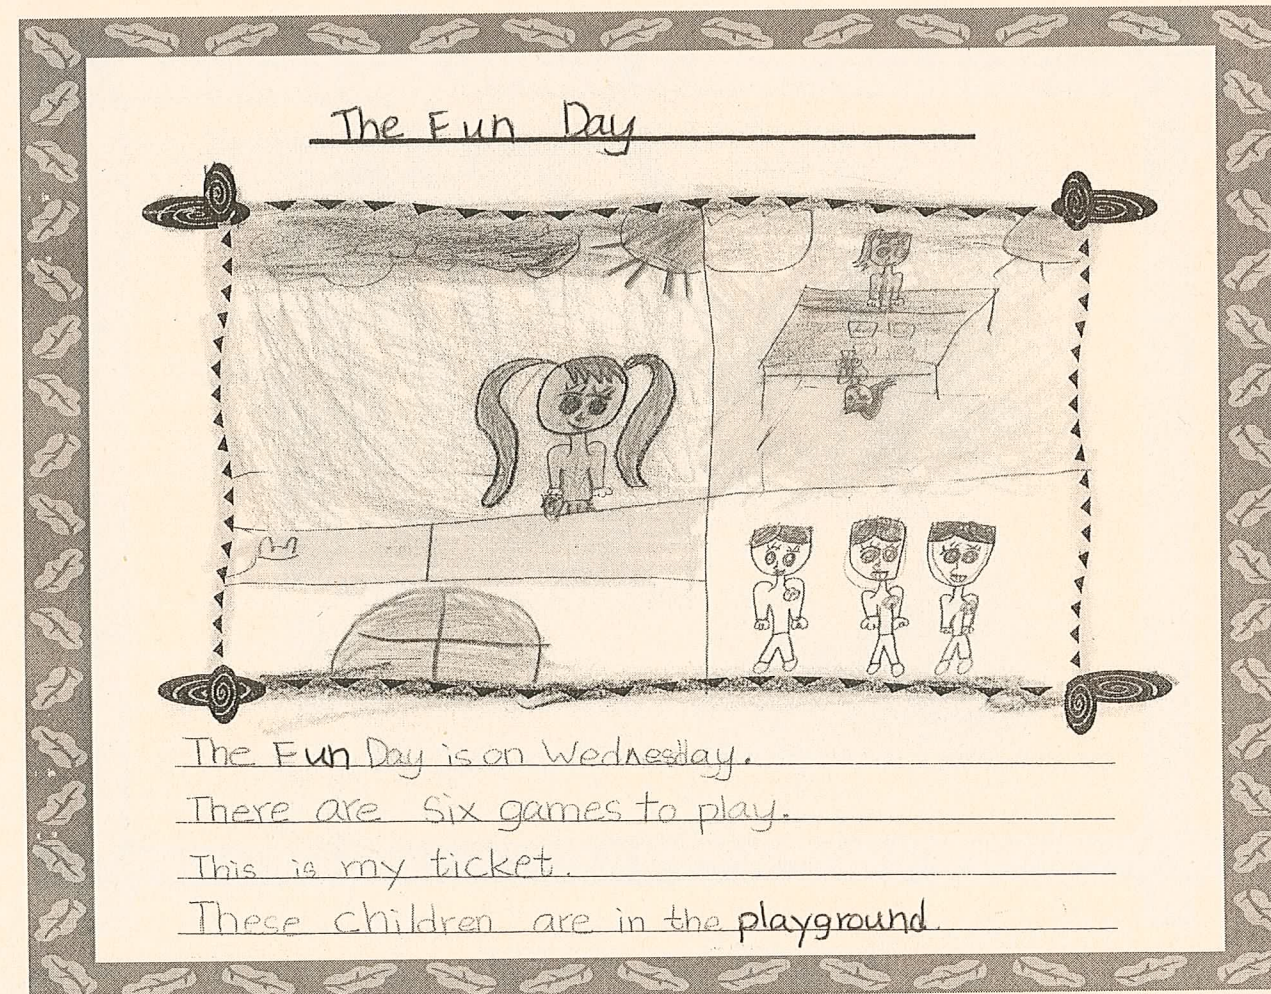 The Fun Day
The Fun Day is on Wednesday.
There are six games to play.
This is my ticket.
These children are in the playground.